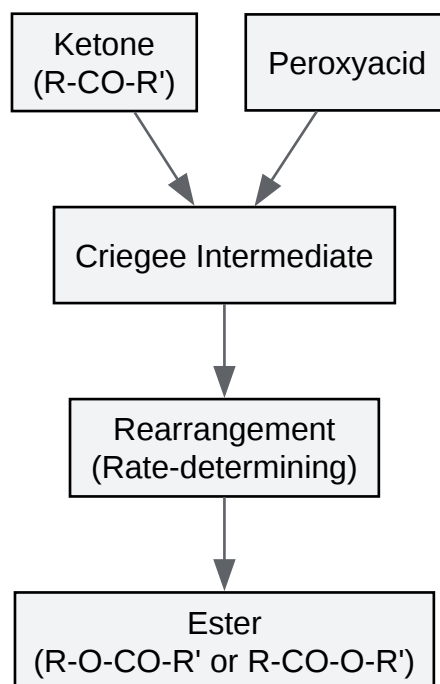 Ketone
(R-CO-R')
Peroxyacid
Criegee Intermediate
Rearrangement
(Rate-determining)
Ester
(R-O-CO-R' or R-CO-O-R')